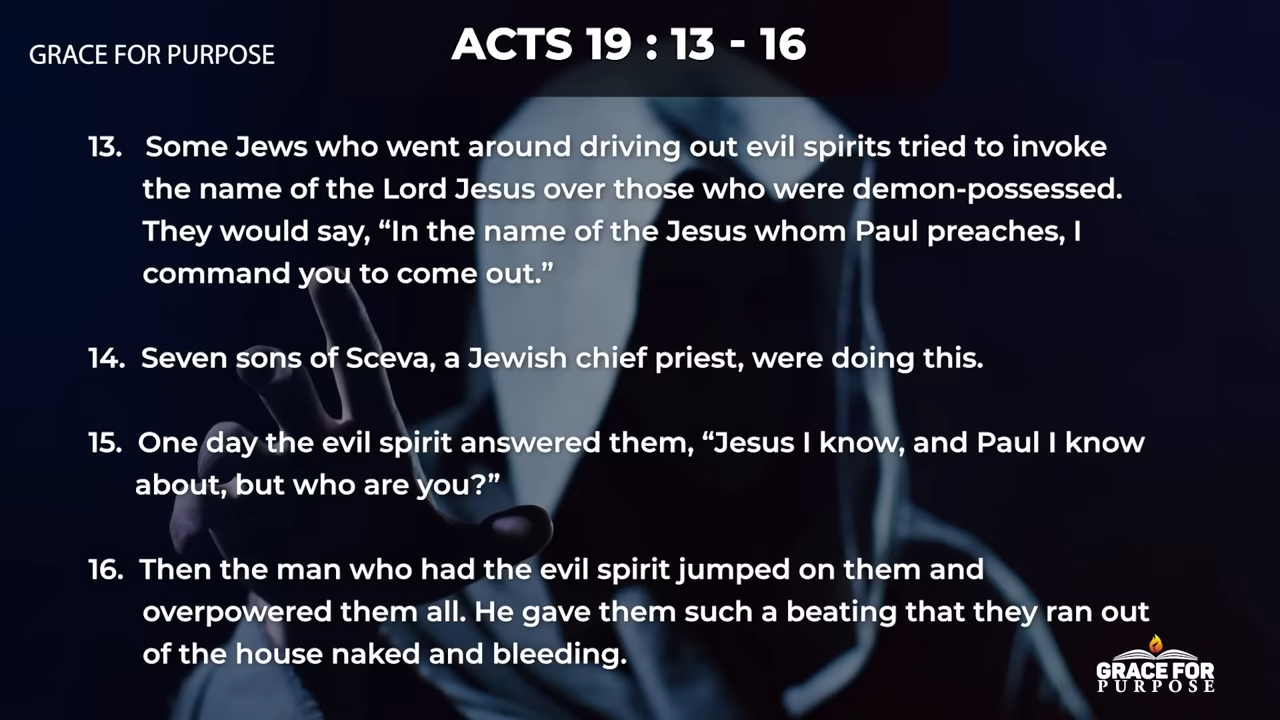 GRACE FOR PURPOSE
ACTS 19 : 13 - 16
13. Some Jews who went around driving out evil spirits tried to invoke
the name of the Lord Jesus over those who were demon-possessed.
They would say, “In the name of the Jesus whom Paul preaches, I
command you to come out.”
14. Seven sons of Sceva, a Jewish chief priest, were doing this.
15. One day the evil spirit answered them, “Jesus I know, and Paul I know
about, but who are you?”
16. Then the man who had the evil spirit jumped on them and
overpowered them all. He gave them such a beating that they ran out
of the house naked and bleeding.
GRACE FOR
PURPOSE